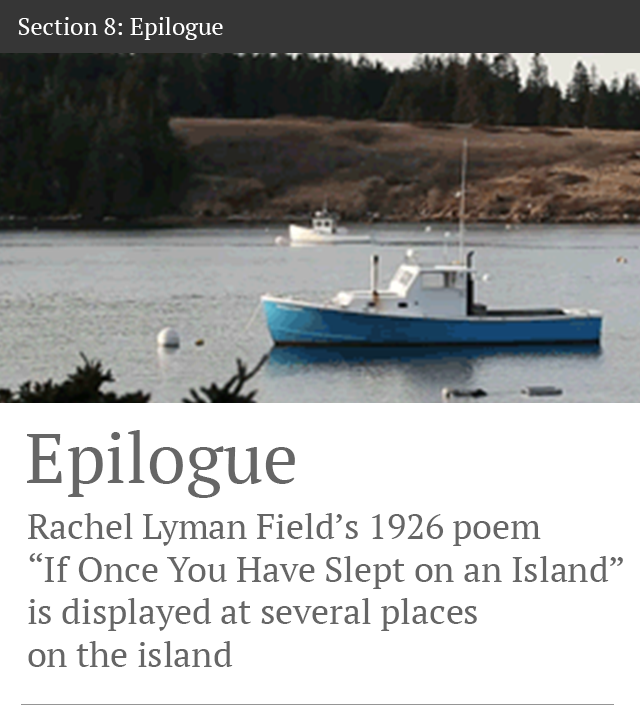 Section 8: Epilogue
Epilogue
Rachel Lyman Field’s 1926 poem
“If Once You Have Slept on an Island”
is displayed at several places
on the island